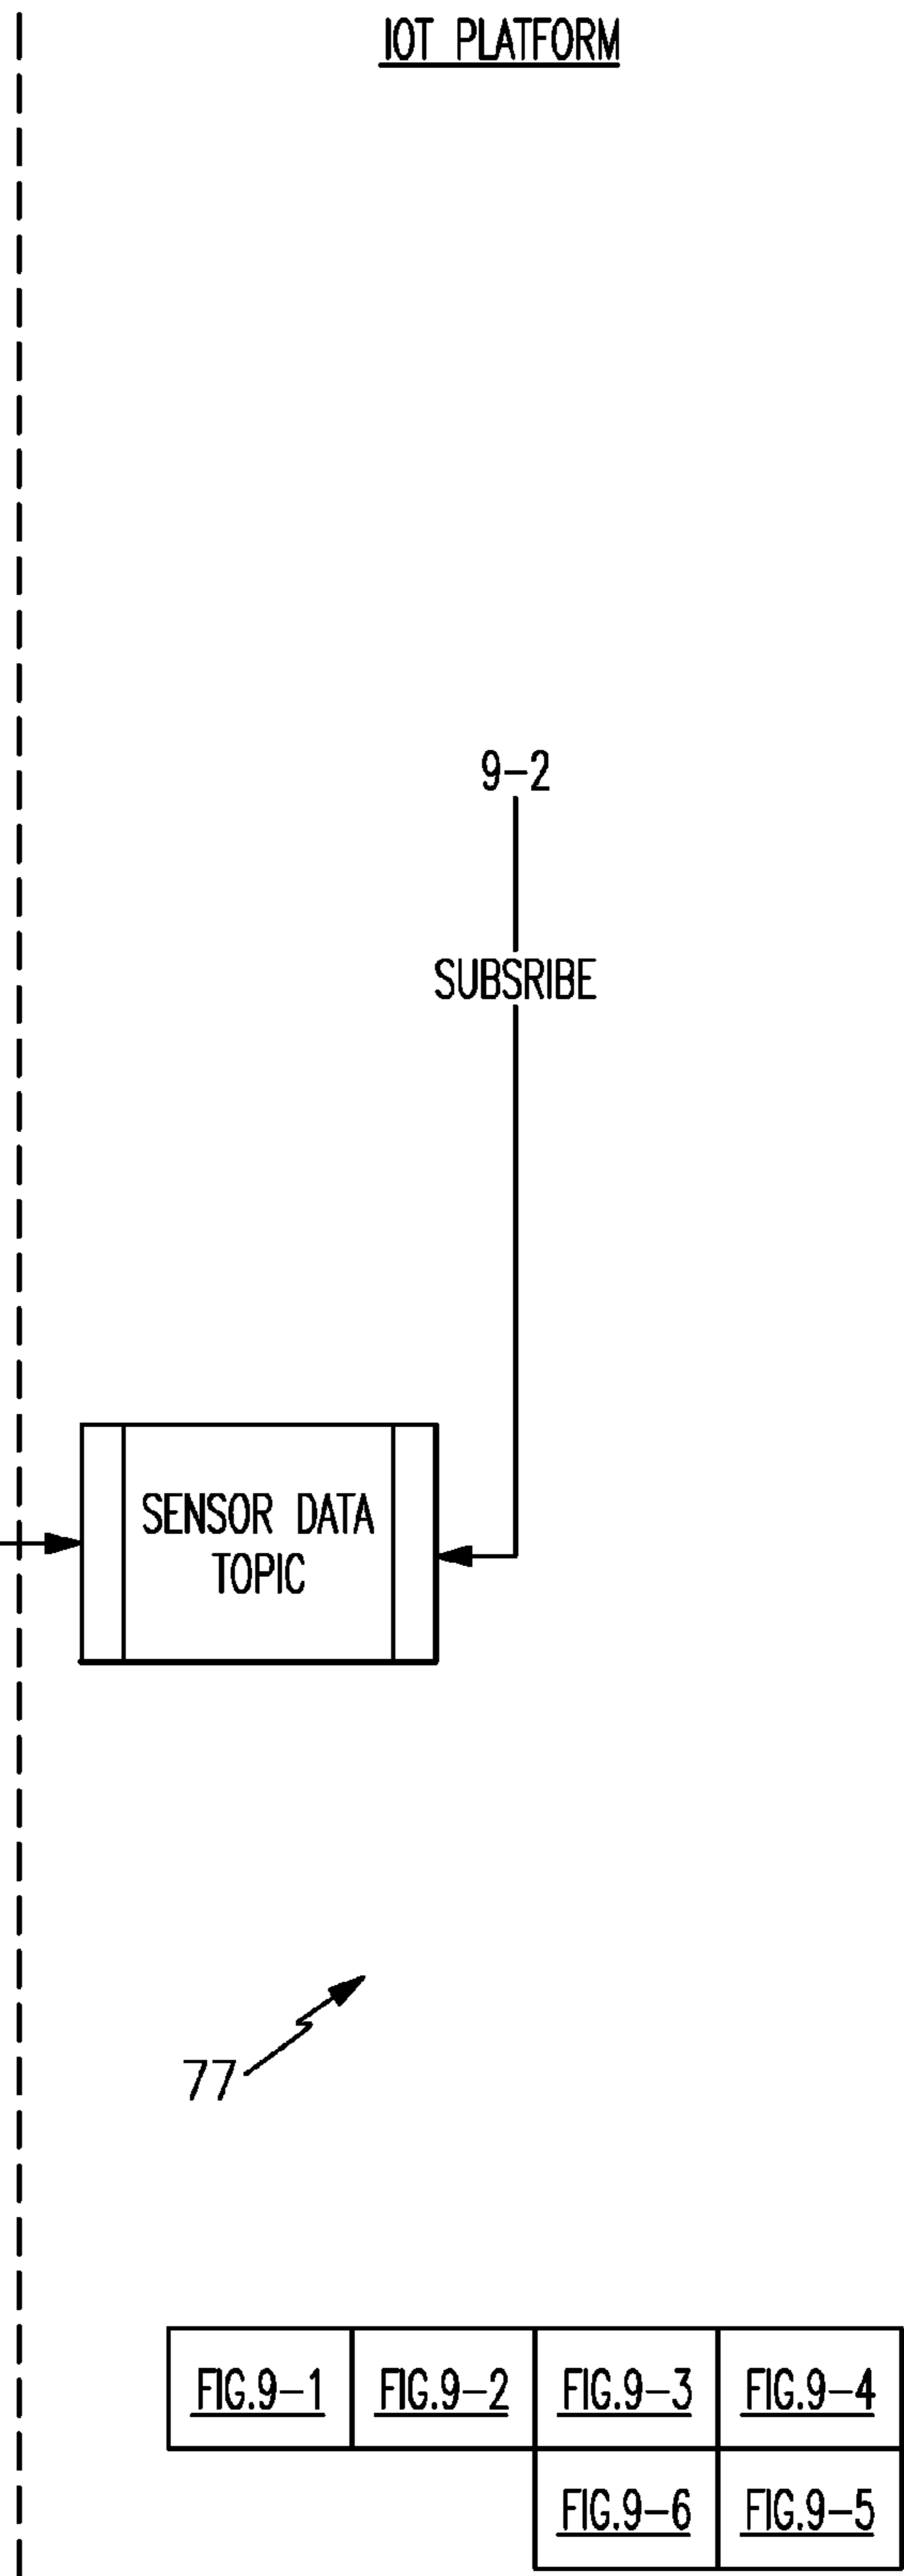 IOT PLATFORM
9-2
SUBSRIBE
SENSOR DATA
TOPIC
77
FIG.9-1 FIG.9-2 FIG.9-3 FIG.9-4
FIG.9-6 FIG.9-5